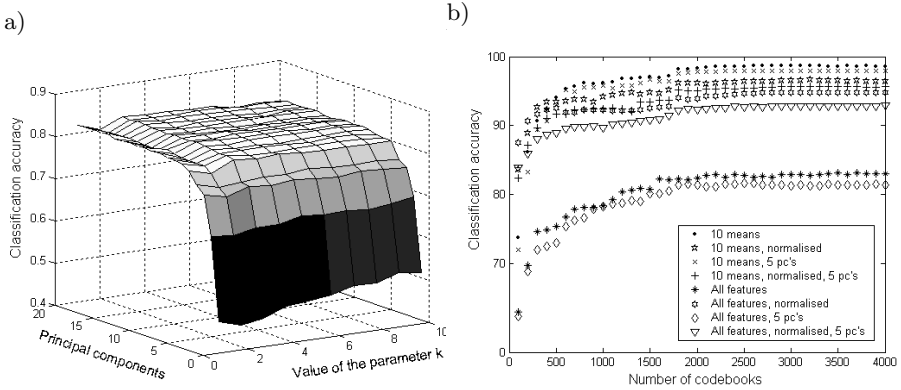 a)
0.9
0.8
0.7
0.6
0.5
0.4
Classification accuracy
20
15
10
5
0
Principal components
0
2
4
6
8
10
Value of the parameter k
b)
100
90
80
70
0
Classification accuracy
0
500
1000
1500
2000
2500
3000
3500
4000
Number of codebooks
10 means
10 means, normalised
10 means, 5 pc's
10 means, normalised, 5 pc's
All features
All features, normalised
All features, 5 pc's
All features, normalised, 5 pc's